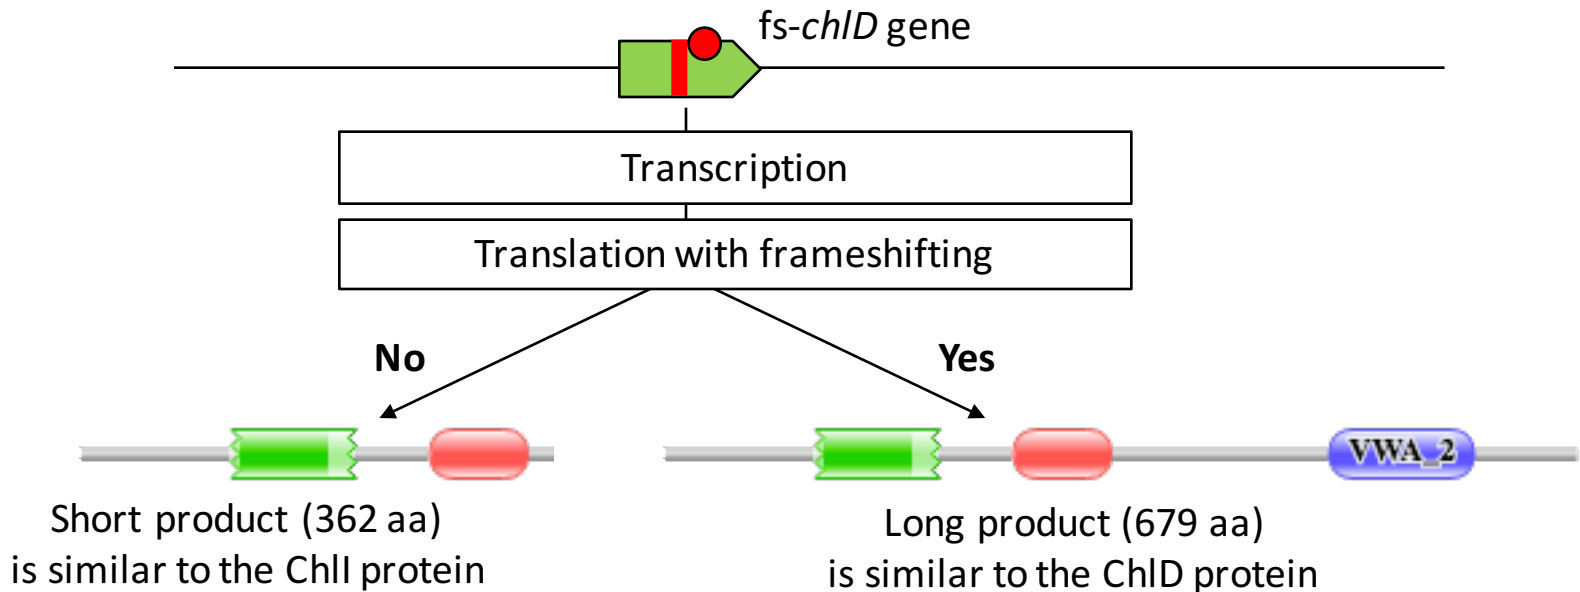 fs-chlD gene
Transcription
Translation with frameshifting
No
Yes
VWA_2
Short product (362 aa)
is similar to the ChlI protein
Long product (679 aa)
is similar to the ChlD protein